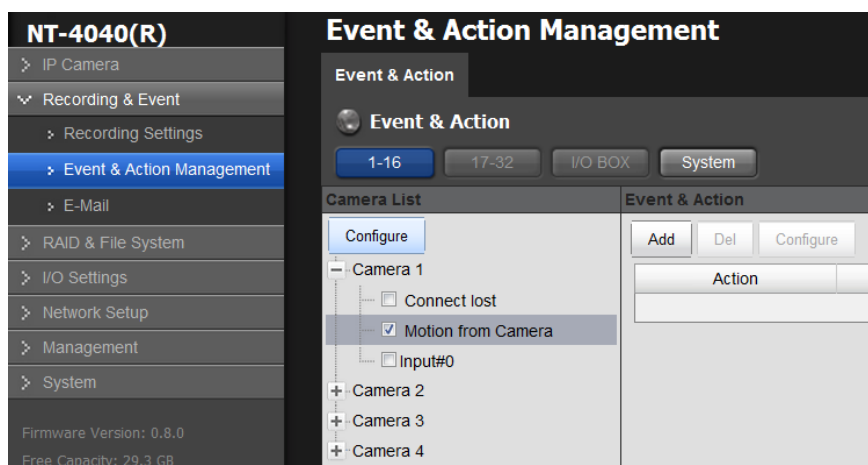 NT-4040(R)
IP Camera
Recording & Event
Recording Settings
Event & Action Management
E-Mail
RAID & File System
I/O Settings
Network Setup
Management
System
Firmware Version: 0.8.0
Free Capacity: 29.3 GB
Event & Action Management
Event & Action
Event & Action
1-16 17-32 I/O BOX System
Camera List
Configure
Camera 1
Connect lost
Motion from Camera
Input#0
Camera 2
Camera 3
Camera 4
Event & Action
Add Del Configure
Action